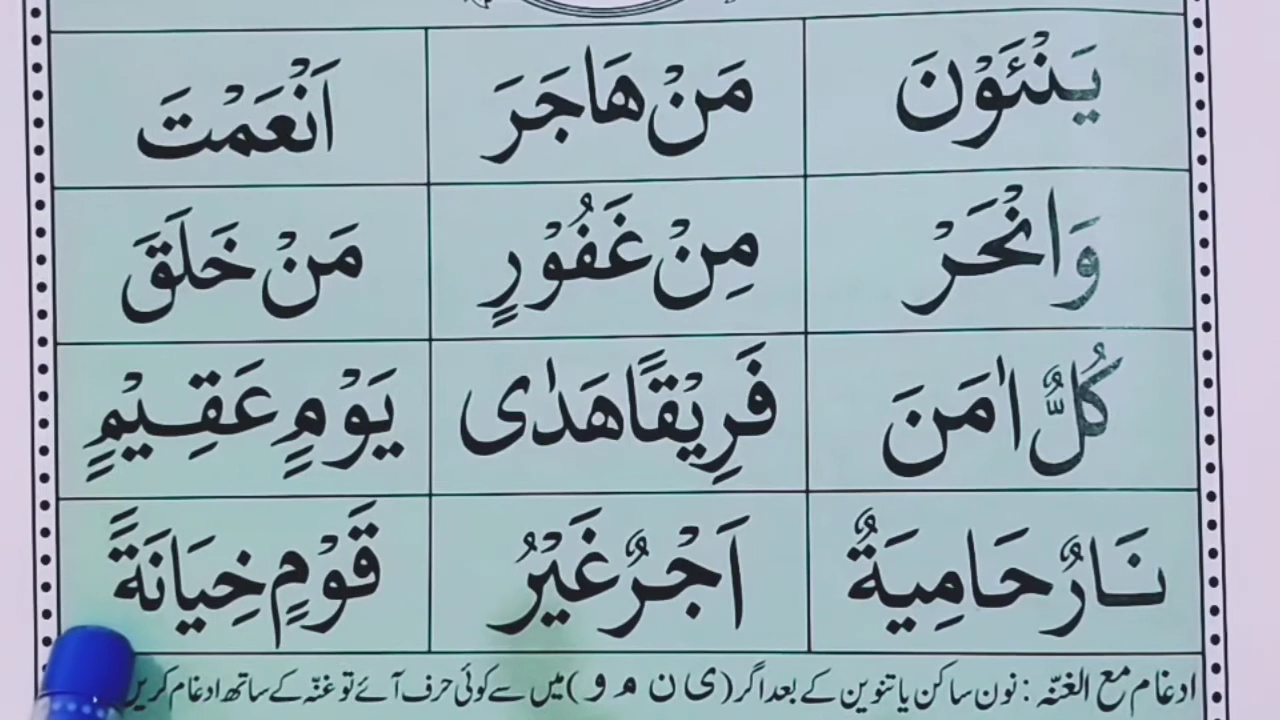 يَنْئَوْنَ مَنْ هَاجَرَ اَنْعَمْتَ
وَانْحَرْ مِنْ غَفُوْرٍ مَنْ خَلَقَ
كُلٌّ اٰمَنَ فَرِيْقًا هَدٰى يَوْمٍ عَقِيْمٍ
نَارٌ حَامِيَةٌ اَجْرٌ غَيْرُ قَوْمٍ خِيَانَةً
ادغام مع الغنّہ : نون ساکن یا تنوین کے بعد اگر (ی ن م و) میں سے کوئی حرف آئے تو غنّہ کے ساتھ ادغام کریں